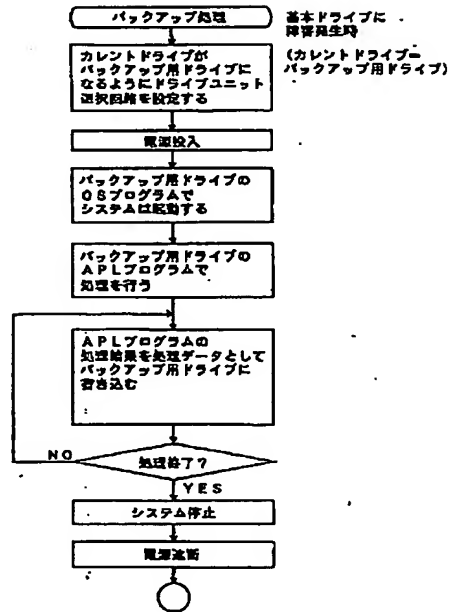 バックアップ処理
基本ドライブに
障害発生時
(カレントドライブ=
バックアップ用ドライブ)
カレントドライブが
バックアップ用ドライブに
なるようにドライブユニット
選択回路を設定する
電源投入
バックアップ用ドライブの
OSプログラムで
システムは起動する
バックアップ用ドライブの
APLプログラムで
処理を行う
APLプログラムの
処理結果を処理データとして
バックアップ用ドライブに
書き込む
NO
処理終了?
YES
システム停止
電源遮断